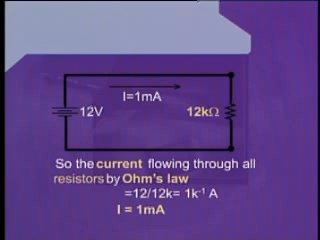 I=1mA
12V
12kΩ
So the current flowing through all
resistors by Ohm's law
=12/12k= 1k⁻¹ A
I = 1mA